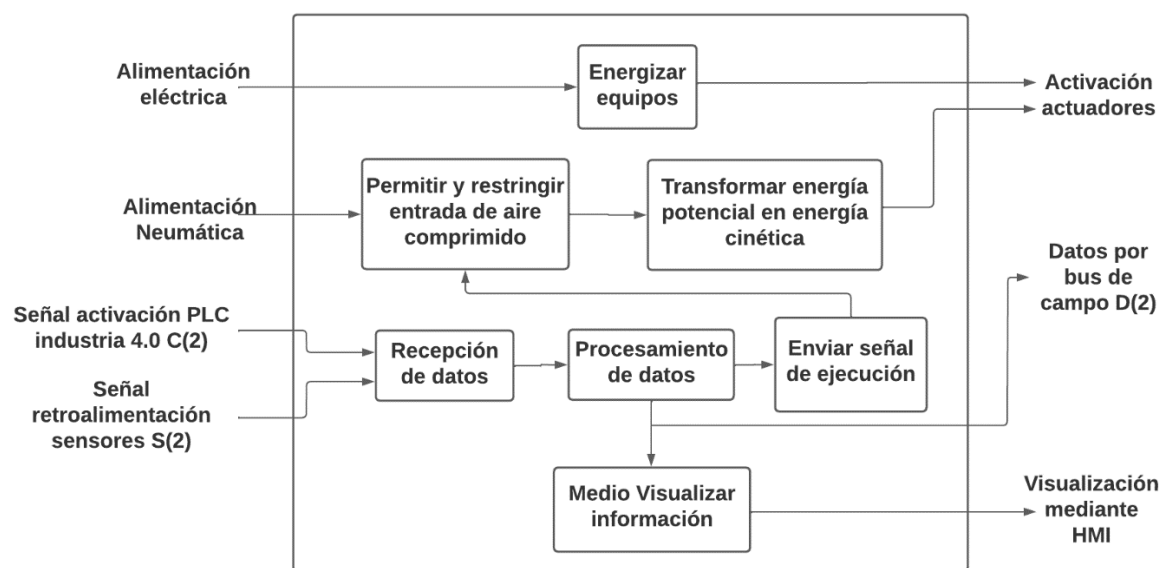 Alimentación
eléctrica
Energizar
equipos
Activación
actuadores
Alimentación
Neumática
Permitir y restringir
entrada de aire
comprimido
Transformar energía
potencial en energía
cinética
Datos por
bus de
campo D(2)
Señal activación PLC
industria 4.0 C(2)
Señal
retroalimentación
sensores S(2)
Recepción
de datos
Procesamiento
de datos
Enviar señal
de ejecución
Medio Visualizar
información
Visualización
mediante
HMI